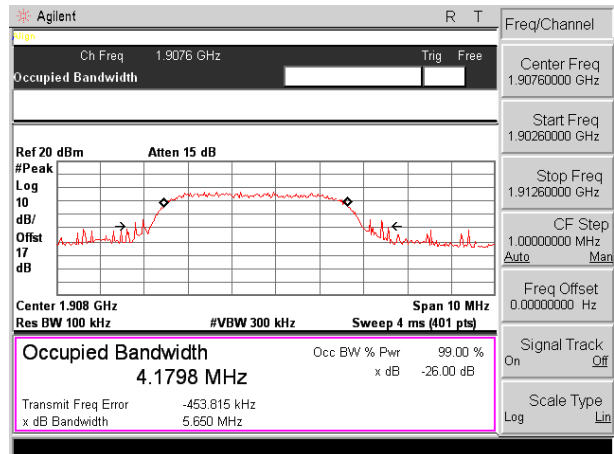 Agilent R T
Align
Ch Freq 1.9076 GHz Trig Free
Occupied Bandwidth
Ref 20 dBm Atten 15 dB
#Peak
Log
10
dB/
Offst
17
dB
Center 1.908 GHz Span 10 MHz
Res BW 100 kHz #VBW 300 kHz Sweep 4 ms (401 pts)
Occupied Bandwidth Occ BW % Pwr 99.00 %
4.1798 MHz x dB -26.00 dB
Transmit Freq Error -453.815 kHz
x dB Bandwidth 5.650 MHz
Freq/Channel
Center Freq
1.90760000 GHz
Start Freq
1.90260000 GHz
Stop Freq
1.91260000 GHz
CF Step
1.00000000 MHz
Auto Man
Freq Offset
0.00000000 Hz
Signal Track
On Off
Scale Type
Log Lin